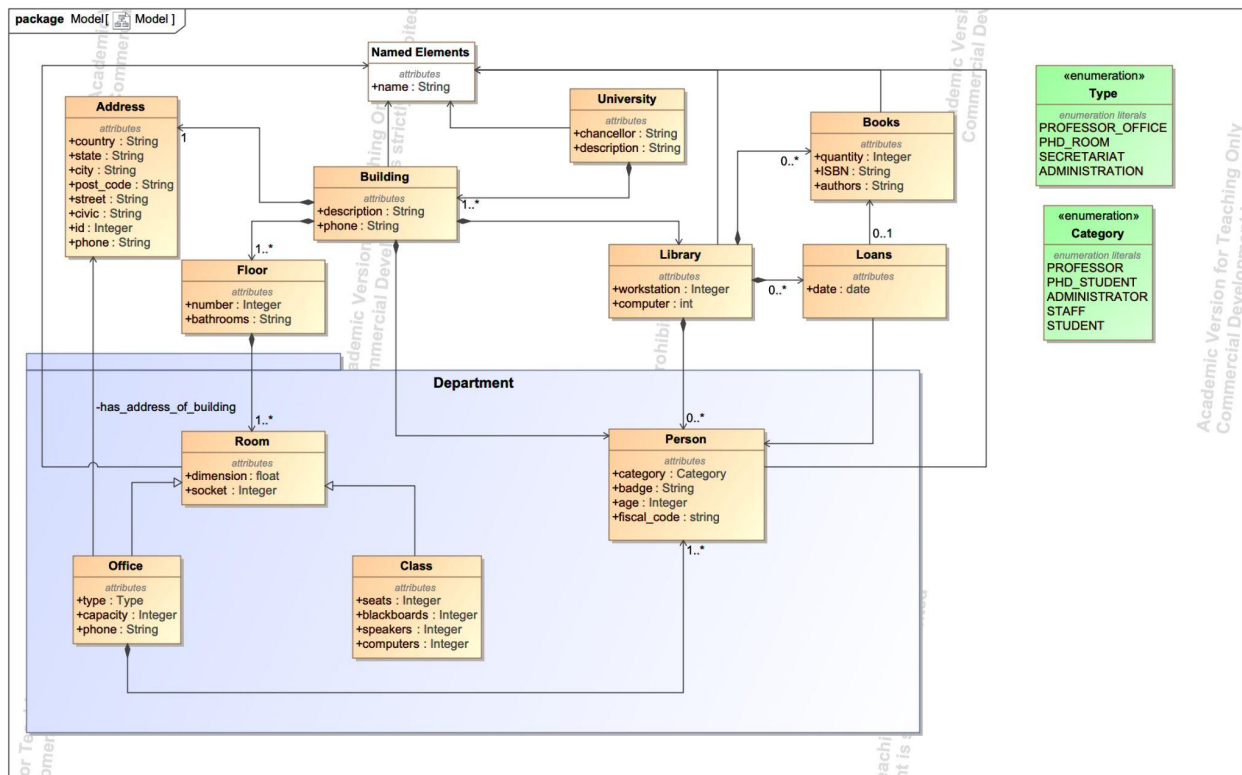 package Model[ Model ]
Named Elements
attributes
+name : String
Address
attributes
+country : String
+state : String
+city : String
+post_code : String
+street : String
+civic : String
+id : Integer
+phone : String
1
University
attributes
+chancellor : String
+description : String
1..*
Building
attributes
+description : String
+phone : String
1..*
Books
attributes
+quantity : Integer
+ISBN : String
+authors : String
0..*
0..1
«enumeration»
Type
enumeration literals
PROFESSOR_OFFICE
PHD_ROOM
SECRETARIAT
ADMINISTRATION
«enumeration»
Category
enumeration literals
PROFESSOR
PHD_STUDENT
ADMINISTRATOR
STAFF
STUDENT
Floor
attributes
+number : Integer
+bathrooms : String
Library
attributes
+workstation : Integer
+computer : int
0..*
Loans
attributes
+date : date
Department
-has_address_of_building
1..*
Room
attributes
+dimension : float
+socket : Integer
0..*
Person
attributes
+category : Category
+badge : String
+age : Integer
+fiscal_code : string
1..*
Office
attributes
+type : Type
+capacity : Integer
+phone : String
Class
attributes
+seats : Integer
+blackboards : Integer
+speakers : Integer
+computers : Integer
Academic Version for Teaching Only
Commercial Development